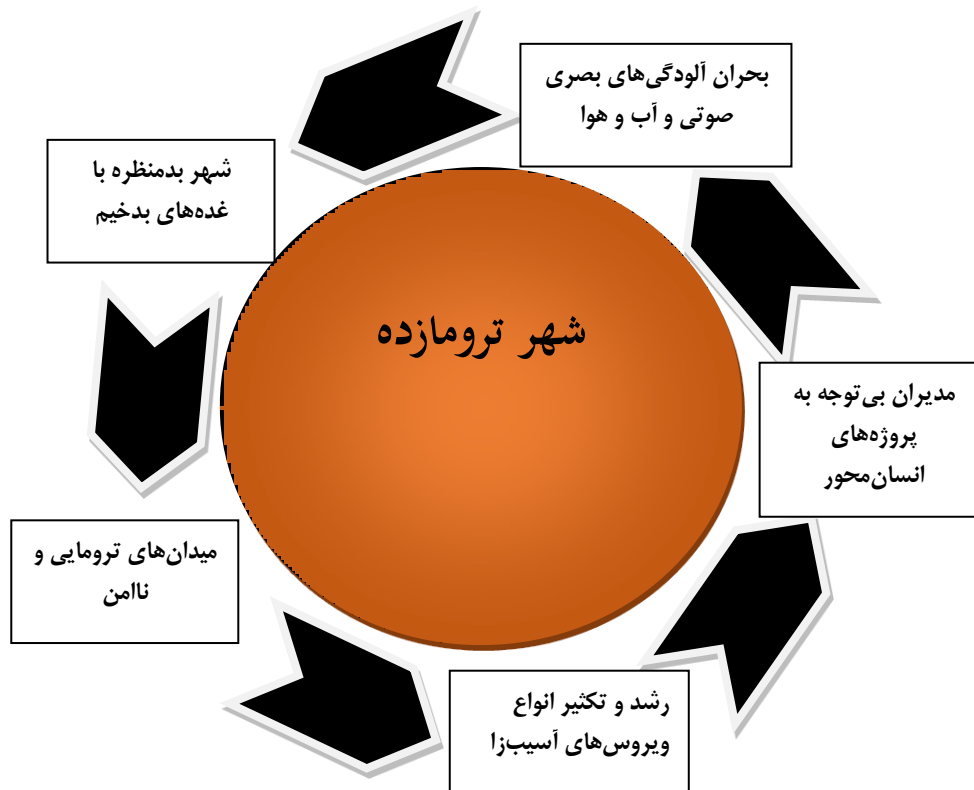 بحران آلودگی‌های بصری
صوتی و آب و هوا
شهر بدمنظره با
غده‌های بدخیم
شهر ترومازده
مدیران بی‌توجه به
پروژه‌های
انسان‌محور
میدان‌های ترومایی و
ناامن
رشد و تکثیر انواع
ویروس‌های آسیب‌زا